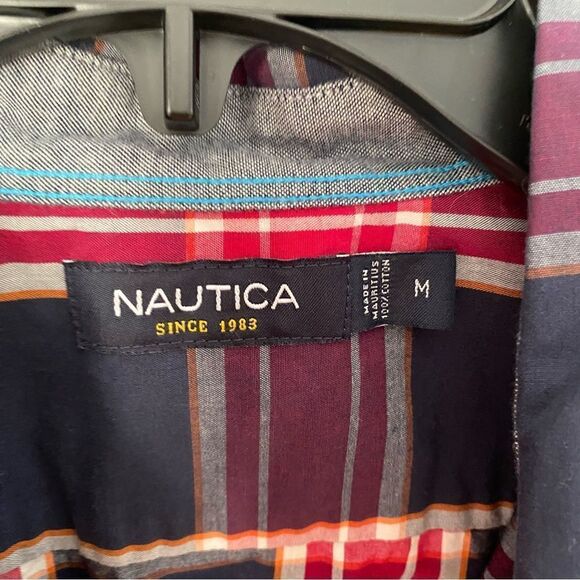 NAUTICA
SINCE 1983
MADE IN
MAURITIUS
100% COTTON
M